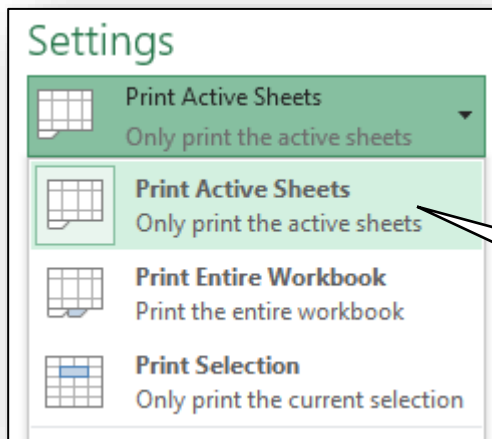 Settings
Print Active Sheets
Only print the active sheets
Print Active Sheets
Only print the active sheets
Print Entire Workbook
Print the entire workbook
Print Selection
Only print the current selection